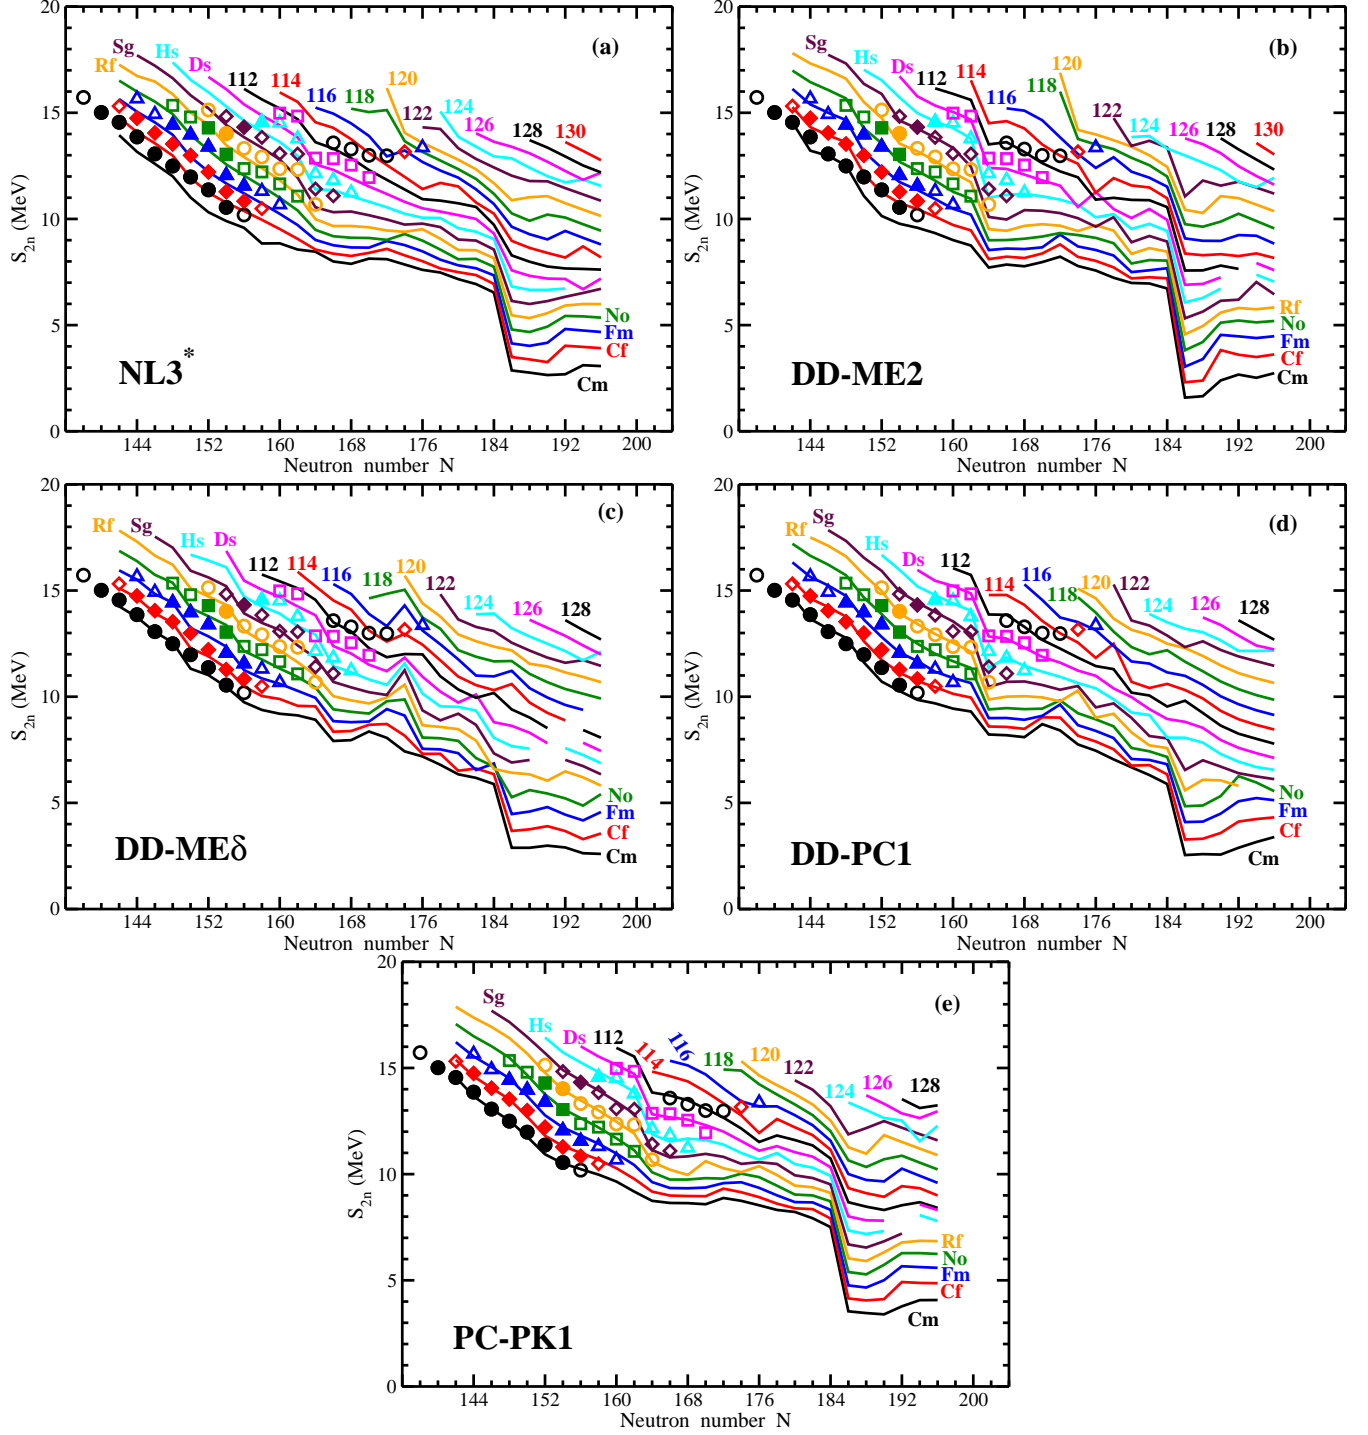 (a)
20
15
10
5
0
S2n (MeV)
Sg
Hs
Ds
Rf
112
114
116
118
120
122
124
126
128
130
No
Fm
Cf
Cm
NL3*
144 152 160 168 176 184 192 200
Neutron number N
(b)
20
15
10
5
0
S2n (MeV)
Sg
Hs
Ds
112
114
116
118
120
122
124
126
128
130
Rf
No
Fm
Cf
Cm
DD-ME2
144 152 160 168 176 184 192 200
Neutron number N
(c)
20
15
10
5
0
S2n (MeV)
Rf
Sg
Hs
Ds
112
114
116
118
120
122
124
126
128
No
Fm
Cf
Cm
DD-MEδ
144 152 160 168 176 184 192 200
Neutron number N
(d)
20
15
10
5
0
S2n (MeV)
Sg
Hs
Ds
112
114
116
118
120
122
124
126
128
No
Fm
Cf
Cm
DD-PC1
144 152 160 168 176 184 192 200
Neutron number N
(e)
20
15
10
5
0
S2n (MeV)
Sg
Hs
Ds
112
114
116
118
120
122
124
126
128
Rf
No
Fm
Cf
Cm
PC-PK1
144 152 160 168 176 184 192 200
Neutron number N